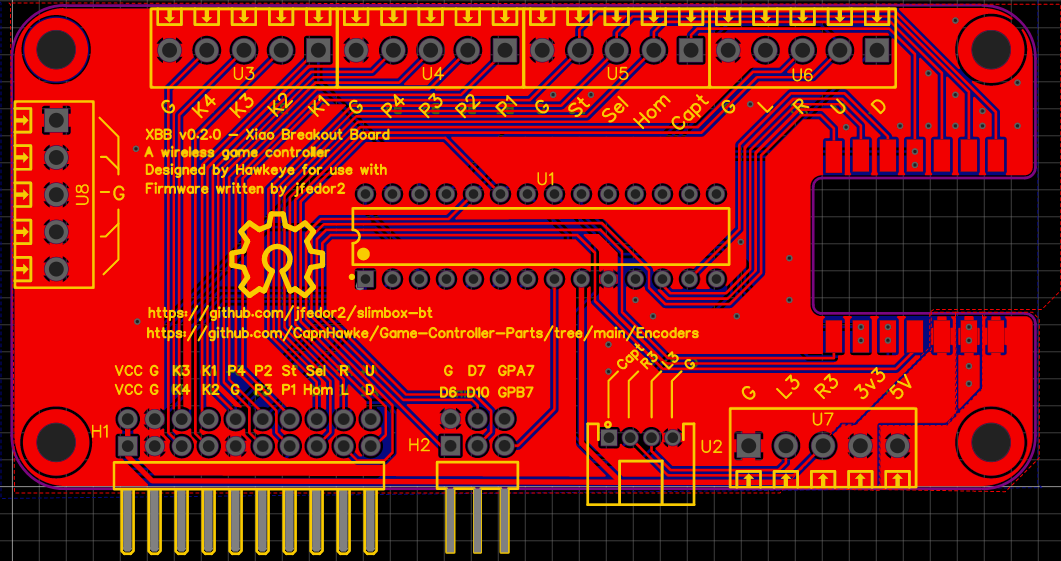 U3 U4 U5 U6
G K4 K3 K2 K1 G P4 P3 P2 P1 G St Sel Hom Capt G L R U D
XBB v0.2.0 - Xiao Breakout Board
A wireless game controller
Designed by Hawkeye for use with
Firmware written by jfedor2
U8
G
U1
https://github.com/jfedor2/slimbox-bt
https://github.com/CapnHawke/Game-Controller-Parts/tree/main/Encoders
VCC G K3 K1 P4 P2 St Sel R U
VCC G K4 K2 G P3 P1 Hom L D
G D7 GPA7
D6 D10 GPB7
Capt R3 L3 G
G L3 R3 3v3 5V
H1
H2
U2
U7